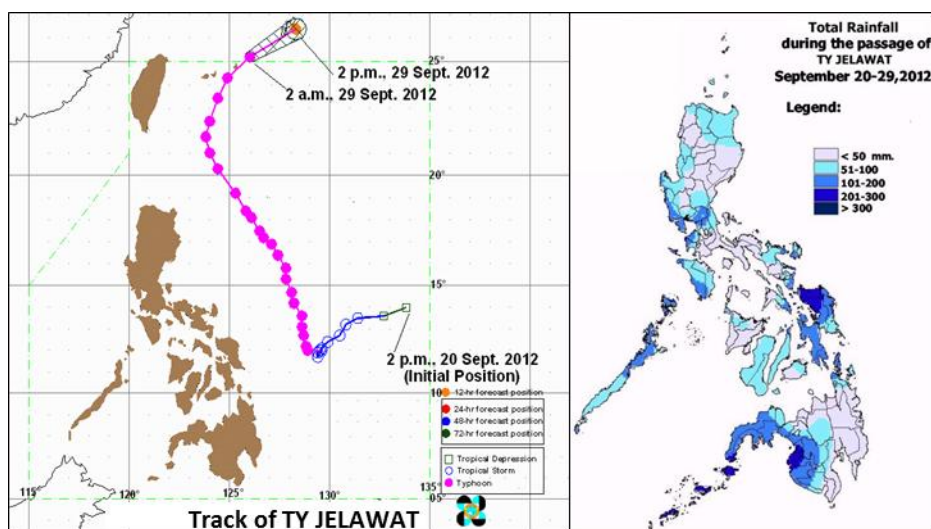 25°
2 p.m., 29 Sept. 2012
2 a.m., 29 Sept. 2012
20°
15°
2 p.m., 20 Sept. 2012
(Initial Position)
10
12-hr forecast position
24-hr forecast position
48-hr forecast position
72-hr forecast position
Tropical Depression
Tropical Storm
Typhoon
115
120
125
130
135°
05°
Track of TY JELAWAT
Total Rainfall
during the passage of
TY JELAWAT
September 20-29,2012
Legend:
< 50 mm.
51-100
101-200
201-300
> 300